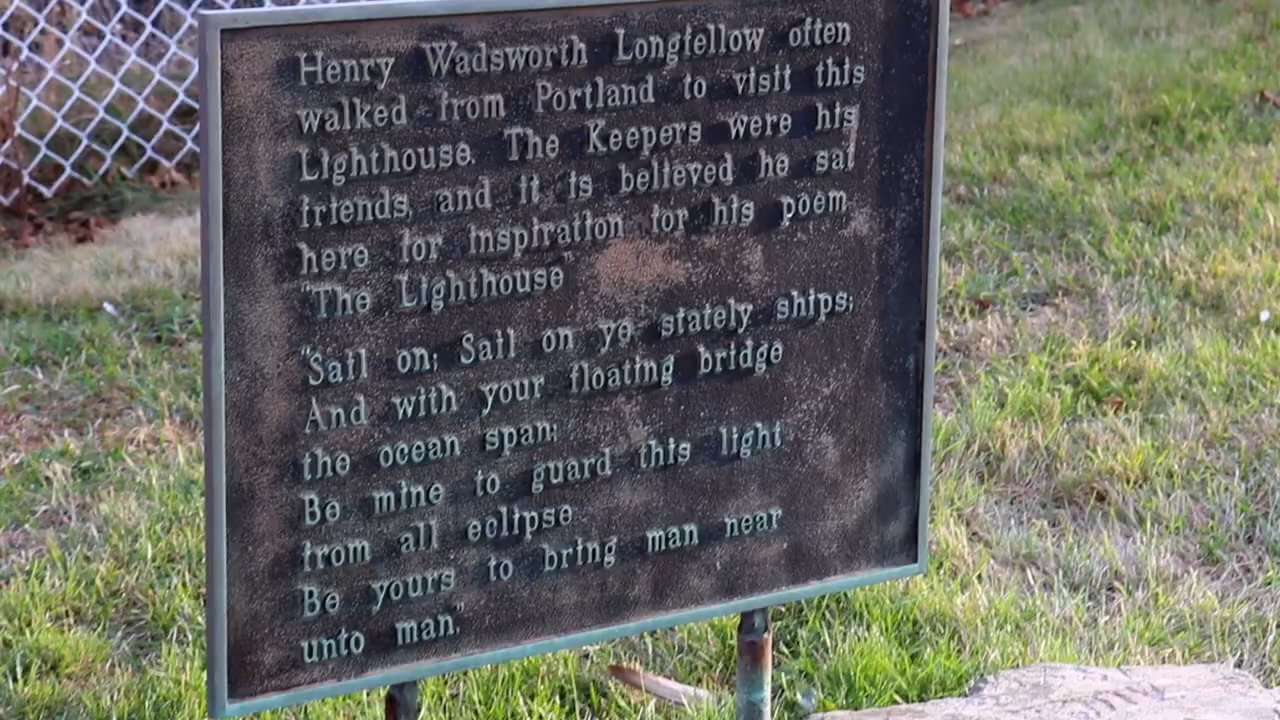 Henry Wadsworth Longfellow often
walked from Portland to visit this
Lighthouse. The Keepers were his
friends, and it is believed he sat
here for inspiration for his poem
"The Lighthouse"
"Sail on; Sail on ye stately ships;
And with your floating bridge
the ocean span;
Be mine to guard this light
from all eclipse
Be yours to bring man near
unto man."